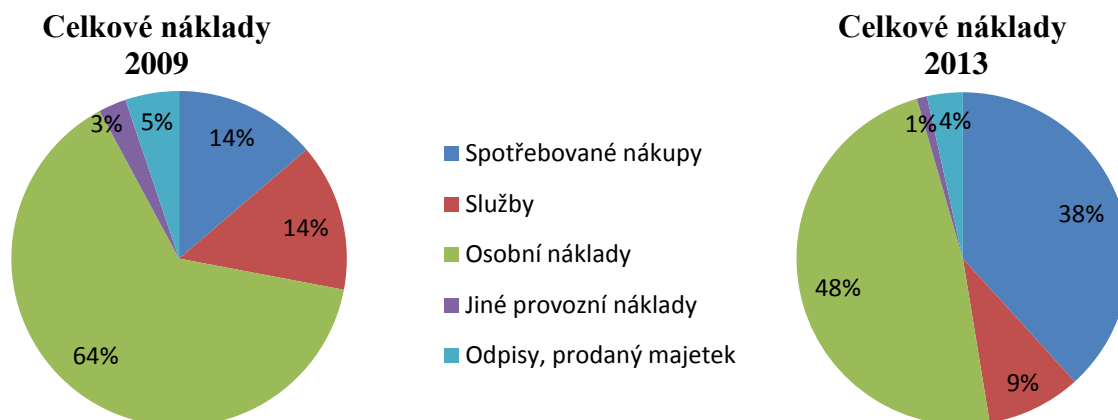 Celkové náklady
2009
3%
5%
14%
14%
64%
Spotřebované nákupy
Služby
Osobní náklady
Jiné provozní náklady
Odpisy, prodaný majetek
Celkové náklady
2013
1%
4%
38%
48%
9%